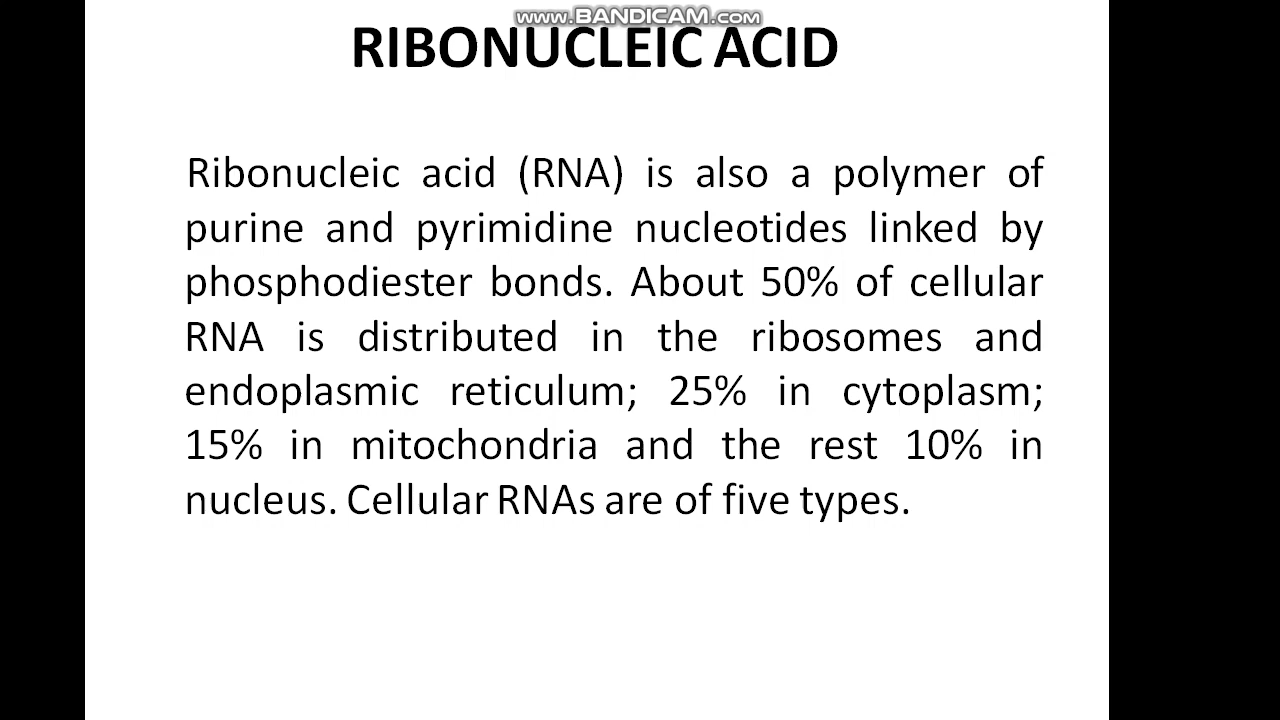 www.BANDICAM.com
RIBONUCLEIC ACID
Ribonucleic acid (RNA) is also a polymer of
purine and pyrimidine nucleotides linked by
phosphodiester bonds. About 50% of cellular
RNA is distributed in the ribosomes and
endoplasmic reticulum; 25% in cytoplasm;
15% in mitochondria and the rest 10% in
nucleus. Cellular RNAs are of five types.